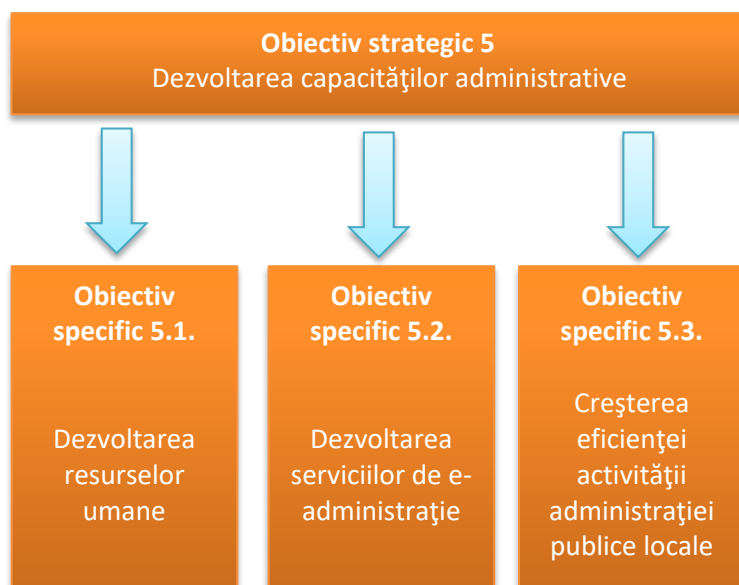 Obiectiv strategic 5
Dezvoltarea capacităţilor administrative
Obiectiv
specific 5.1.
Dezvoltarea
resurselor
umane
Obiectiv
specific 5.2.
Dezvoltarea
serviciilor de e-
administraţie
Obiectiv
specific 5.3.
Creşterea
eficienţei
activităţii
administraţiei
publice locale